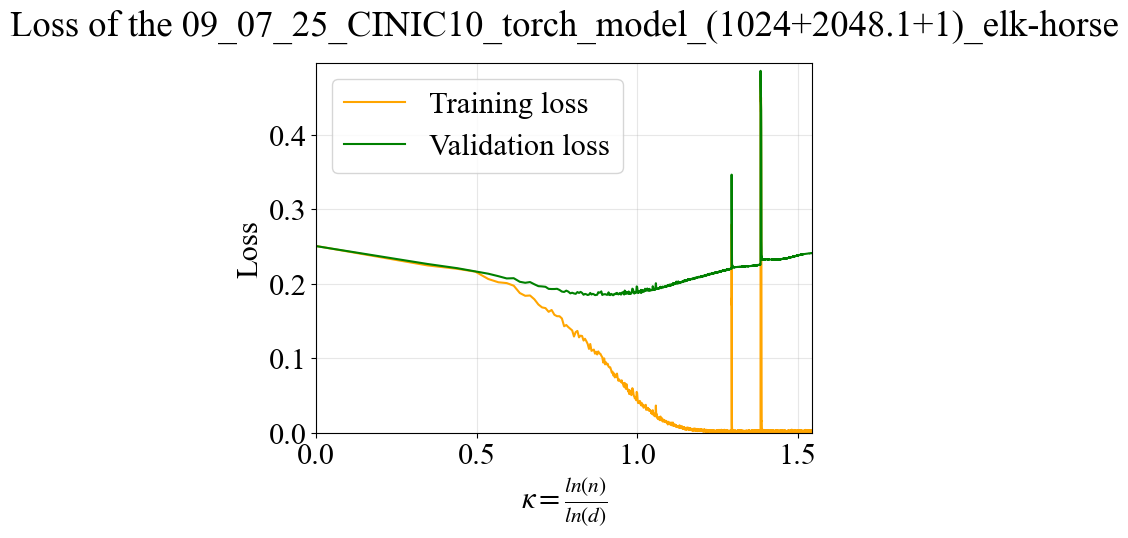 Loss of the 09_07_25_CINIC10_torch_model_(1024+2048.1+1)_elk-horse
Training loss
Validation loss
Loss
0.4
0.3
0.2
0.1
0.0
0.0 0.5 1.0 1.5
κ = ln(n) / ln(d)